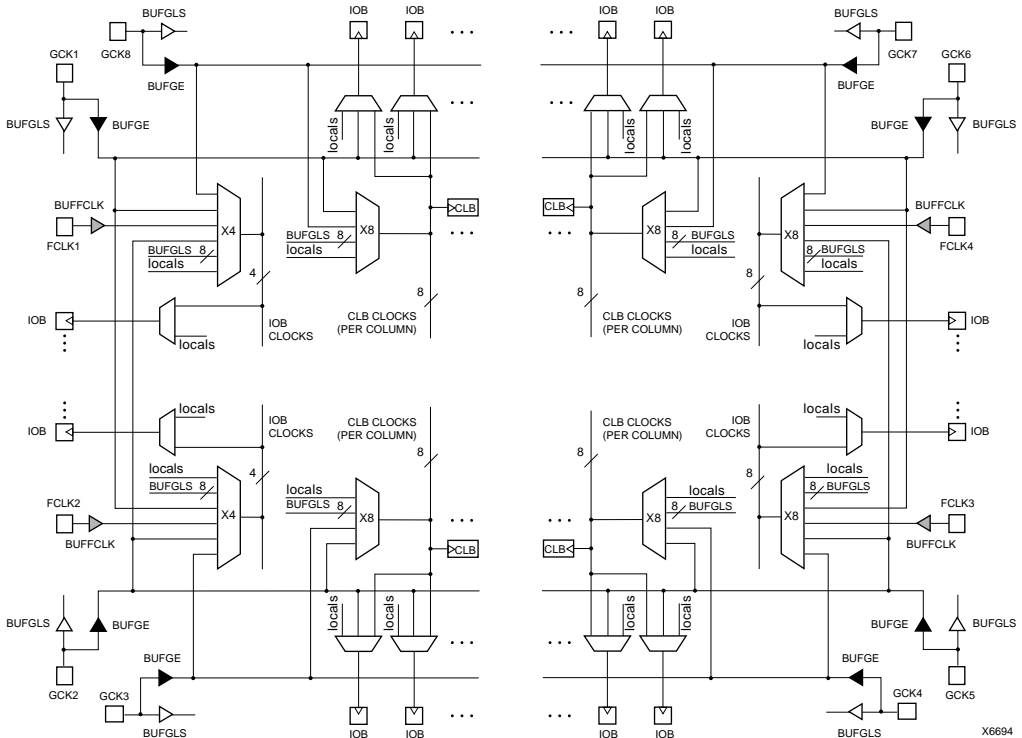 BUFGLS
IOB
IOB
IOB
IOB
BUFGLS
GCK1
GCK8
GCK7
GCK6
BUFGE
BUFGE
BUFGLS
BUFGE
BUFGE
BUFGLS
locals
locals
locals
locals
BUFFCLK
BUFFCLK
CLB
CLB
FCLK1
X4
X8
X8
X8
FCLK4
BUFGLS 8
BUFGLS 8
8 BUFGLS
8 BUFGLS
locals
locals
locals
locals
4
8
8
8
IOB
IOB CLOCKS
CLB CLOCKS (PER COLUMN)
CLB CLOCKS (PER COLUMN)
IOB CLOCKS
IOB
locals
locals
locals
locals
IOB
IOB CLOCKS
CLB CLOCKS (PER COLUMN)
CLB CLOCKS (PER COLUMN)
IOB CLOCKS
IOB
4
8
8
8
locals
locals
locals
locals
BUFGLS 8
BUFGLS 8
8 BUFGLS
8 BUFGLS
FCLK2
X4
X8
X8
X8
FCLK3
BUFFCLK
CLB
CLB
BUFFCLK
locals
locals
locals
locals
BUFGLS
BUFGE
BUFGE
BUFGLS
BUFGE
BUFGE
GCK2
GCK3
GCK4
GCK5
BUFGLS
IOB
IOB
IOB
IOB
BUFGLS
X6694